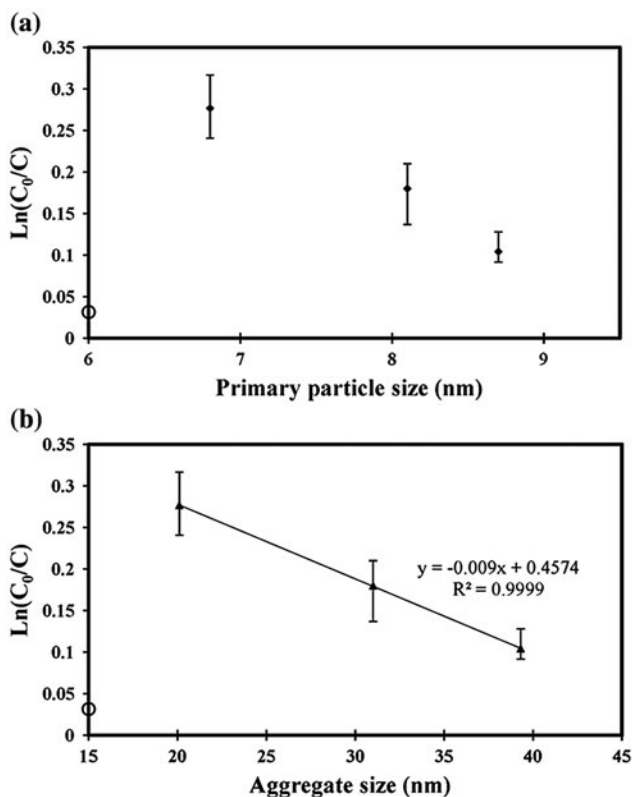 (a)
0.35
0.3
0.25
0.2
0.15
0.1
0.05
0
Ln(C₀/C)
6 7 8 9
Primary particle size (nm)
(b)
0.35
0.3
0.25
0.2
0.15
0.1
0.05
0
Ln(C₀/C)
y = -0.009x + 0.4574
R² = 0.9999
15 20 25 30 35 40 45
Aggregate size (nm)